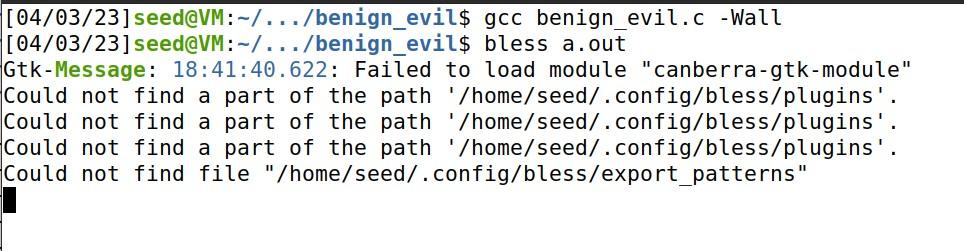 [04/03/23]seed@VM:~/.../benign_evil$ gcc benign_evil.c -Wall
[04/03/23]seed@VM:~/.../benign_evil$ bless a.out
Gtk-Message: 18:41:40.622: Failed to load module "canberra-gtk-module"
Could not find a part of the path '/home/seed/.config/bless/plugins'.
Could not find a part of the path '/home/seed/.config/bless/plugins'.
Could not find a part of the path '/home/seed/.config/bless/plugins'.
Could not find file "/home/seed/.config/bless/export_patterns"